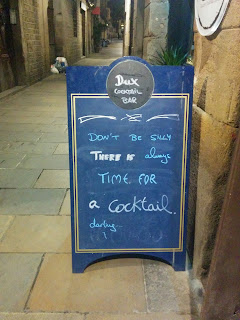 Dux
COCKTAIL
BAR
DON'T BE SILLY
THERE IS always
TIME FOR
a COCKTAIL.
darling...
!